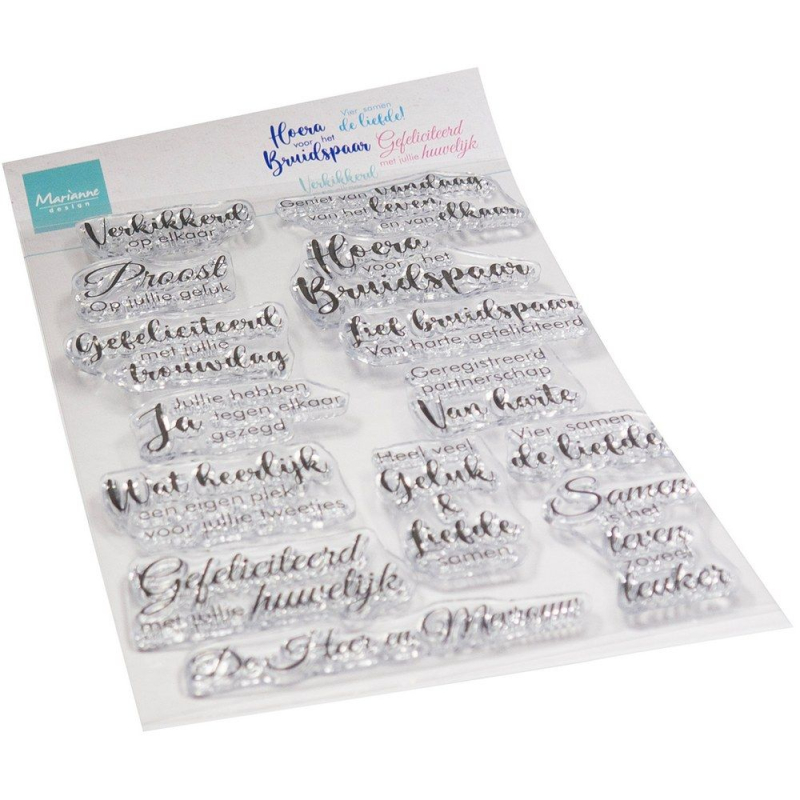 Hoera
voor het
Bruidspaar
Vier samen
de liefde!
Gefeliciteerd
met jullie huwelijk
Verkikkerd
Marianne
design
Verkikkerd
op elkaar
Geniet van vandaag
van het leven
en van elkaar
Proost
Op jullie geluk
Hoera
voor het
Bruidspaar
Gefeliciteerd
met jullie
trouwdag
Lief bruidspaar
Van harte gefeliciteerd
Jullie hebben
Ja tegen elkaar
gezegd
Geregistreerd
partnerschap
Van harte
Wat heerlijk
een eigen plek
voor jullie tweetjes
Heel veel
Geluk
&
Liefde
samen
Vier samen
de liefde
Samen
is het
leven
zoveel
leuker
Gefeliciteerd
met jullie huwelijk
De Heer en Mevrouw